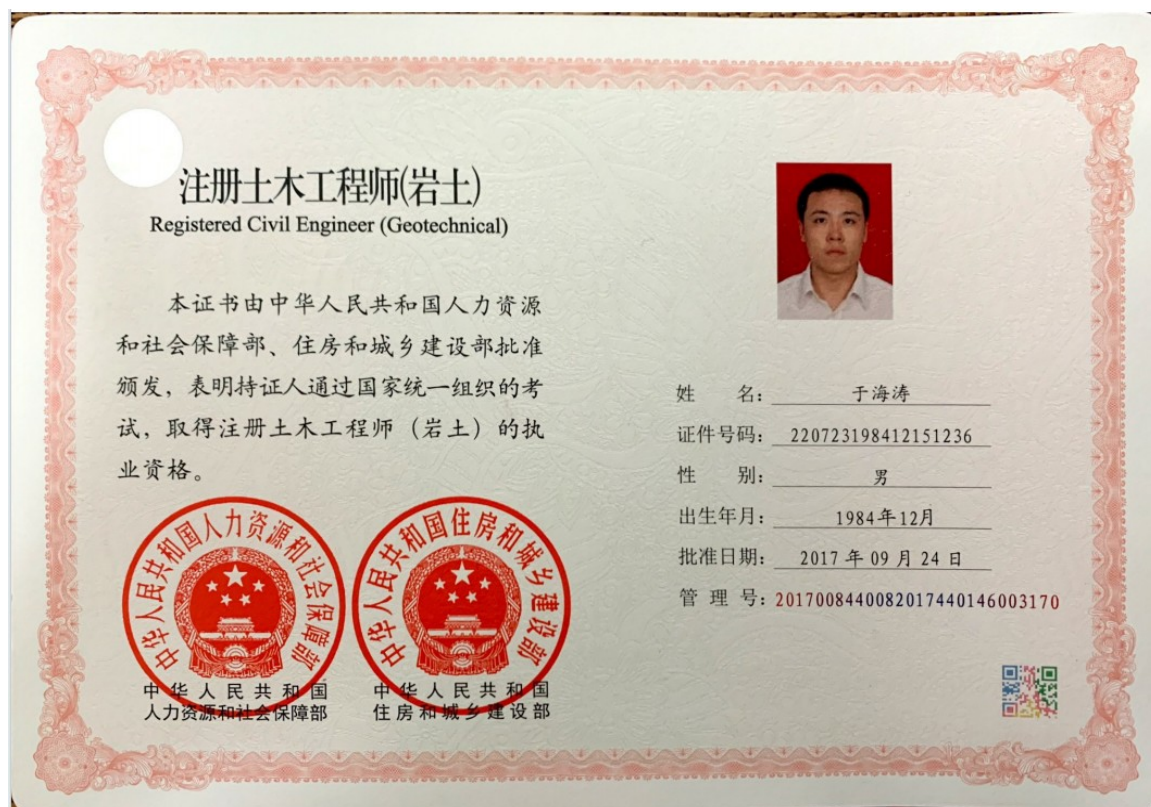 注册土木工程师(岩土)
Registered Civil Engineer (Geotechnical)
本证书由中华人民共和国人力资源
和社会保障部、住房和城乡建设部批准
颁发，表明持证人通过国家统一组织的考
试，取得注册土木工程师（岩土）的执
业资格。
中华人民共和国人力资源和社会保障部
中华人民共和国住房和城乡建设部
中华人民共和国
人力资源和社会保障部
中华人民共和国
住房和城乡建设部
姓 名：于海涛
证件号码：220723198412151236
性 别：男
出生年月：1984年12月
批准日期：2017 年 09 月 24 日
管 理 号：2017008440082017440146003170